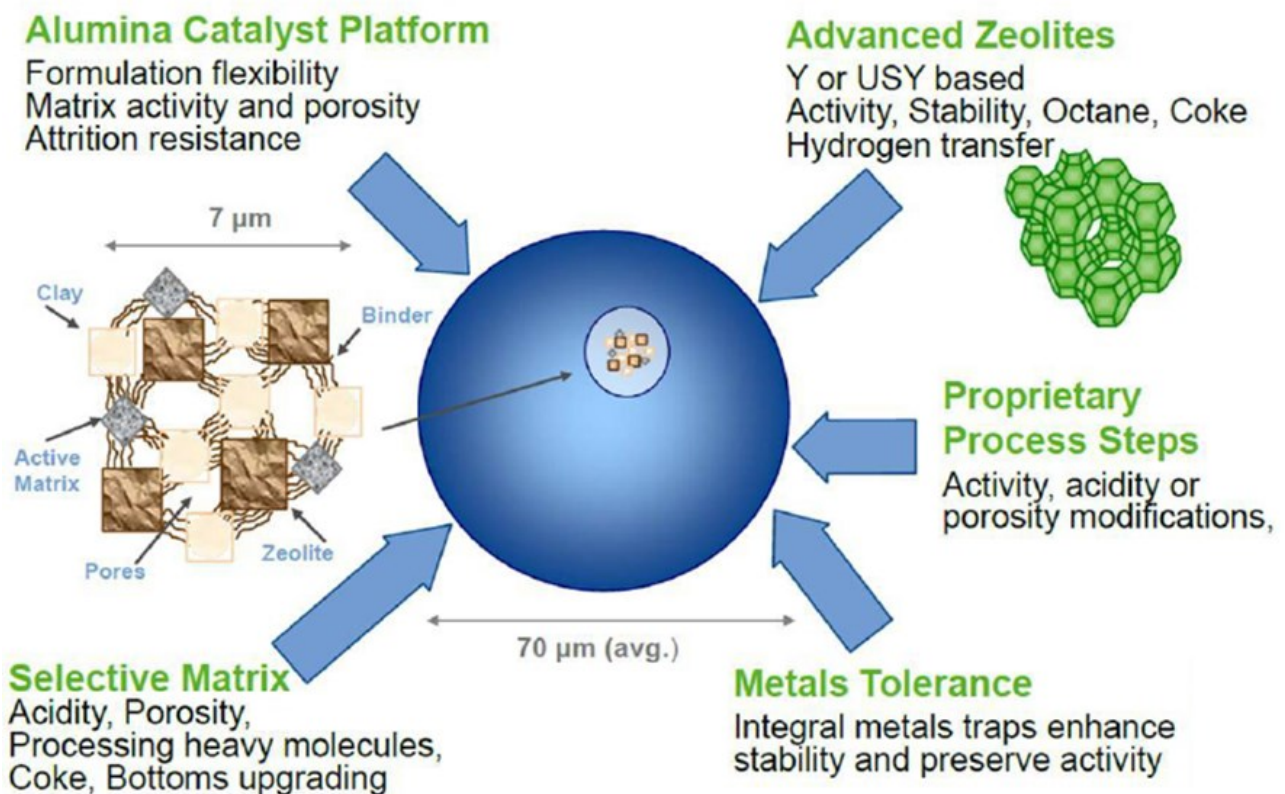 Alumina Catalyst Platform
Formulation flexibility
Matrix activity and porosity
Attrition resistance
Advanced Zeolites
Y or USY based
Activity, Stability, Octane, Coke
Hydrogen transfer
7 µm
Clay
Binder
Active
Matrix
Pores
Zeolite
Proprietary
Process Steps
Activity, acidity or
porosity modifications,
70 µm (avg.)
Selective Matrix
Acidity, Porosity,
Processing heavy molecules,
Coke, Bottoms upgrading
Metals Tolerance
Integral metals traps enhance
stability and preserve activity